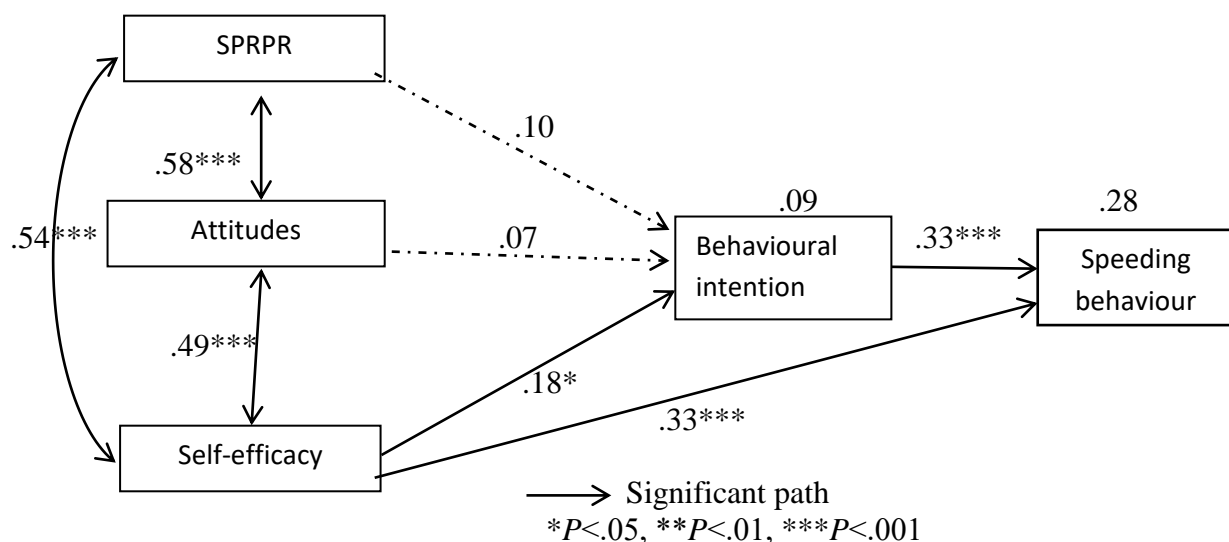 SPRPR
.10
.58***
.09
.28
Attitudes
.54***
.07
Behavioural
intention
.33***
Speeding
behaviour
.49***
.18*
.33***
Self-efficacy
Significant path
*P<.05, **P<.01, ***P<.001